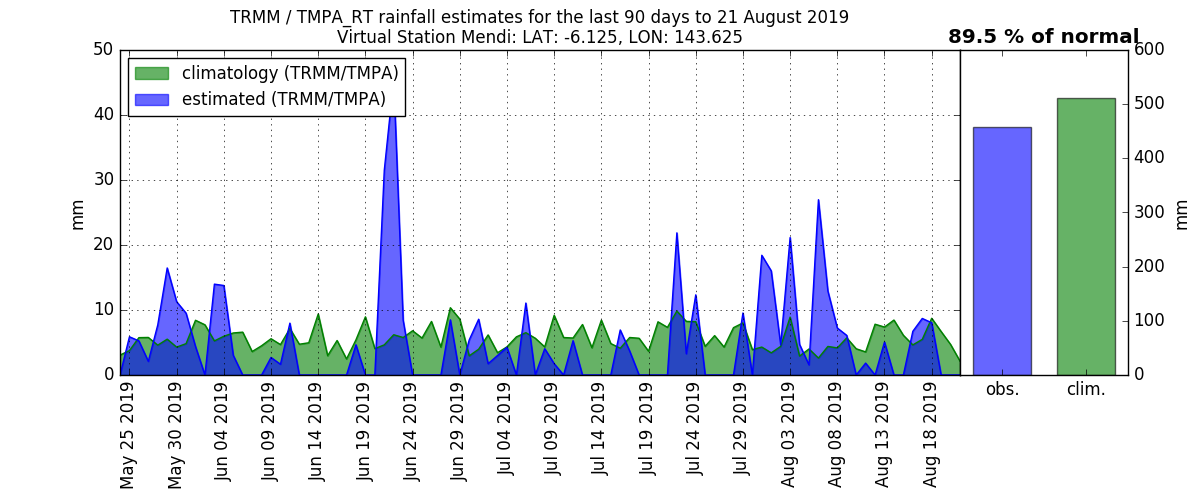 TRMM / TMPA_RT rainfall estimates for the last 90 days to 21 August 2019
Virtual Station Mendi: LAT: -6.125, LON: 143.625
89.5 % of normal
climatology (TRMM/TMPA)
estimated (TRMM/TMPA)
50
40
30
20
10
0
mm
May 25 2019
May 30 2019
Jun 04 2019
Jun 09 2019
Jun 14 2019
Jun 19 2019
Jun 24 2019
Jun 29 2019
Jul 04 2019
Jul 09 2019
Jul 14 2019
Jul 19 2019
Jul 24 2019
Jul 29 2019
Aug 03 2019
Aug 08 2019
Aug 13 2019
Aug 18 2019
600
500
400
300
200
100
0
mm
obs.
clim.